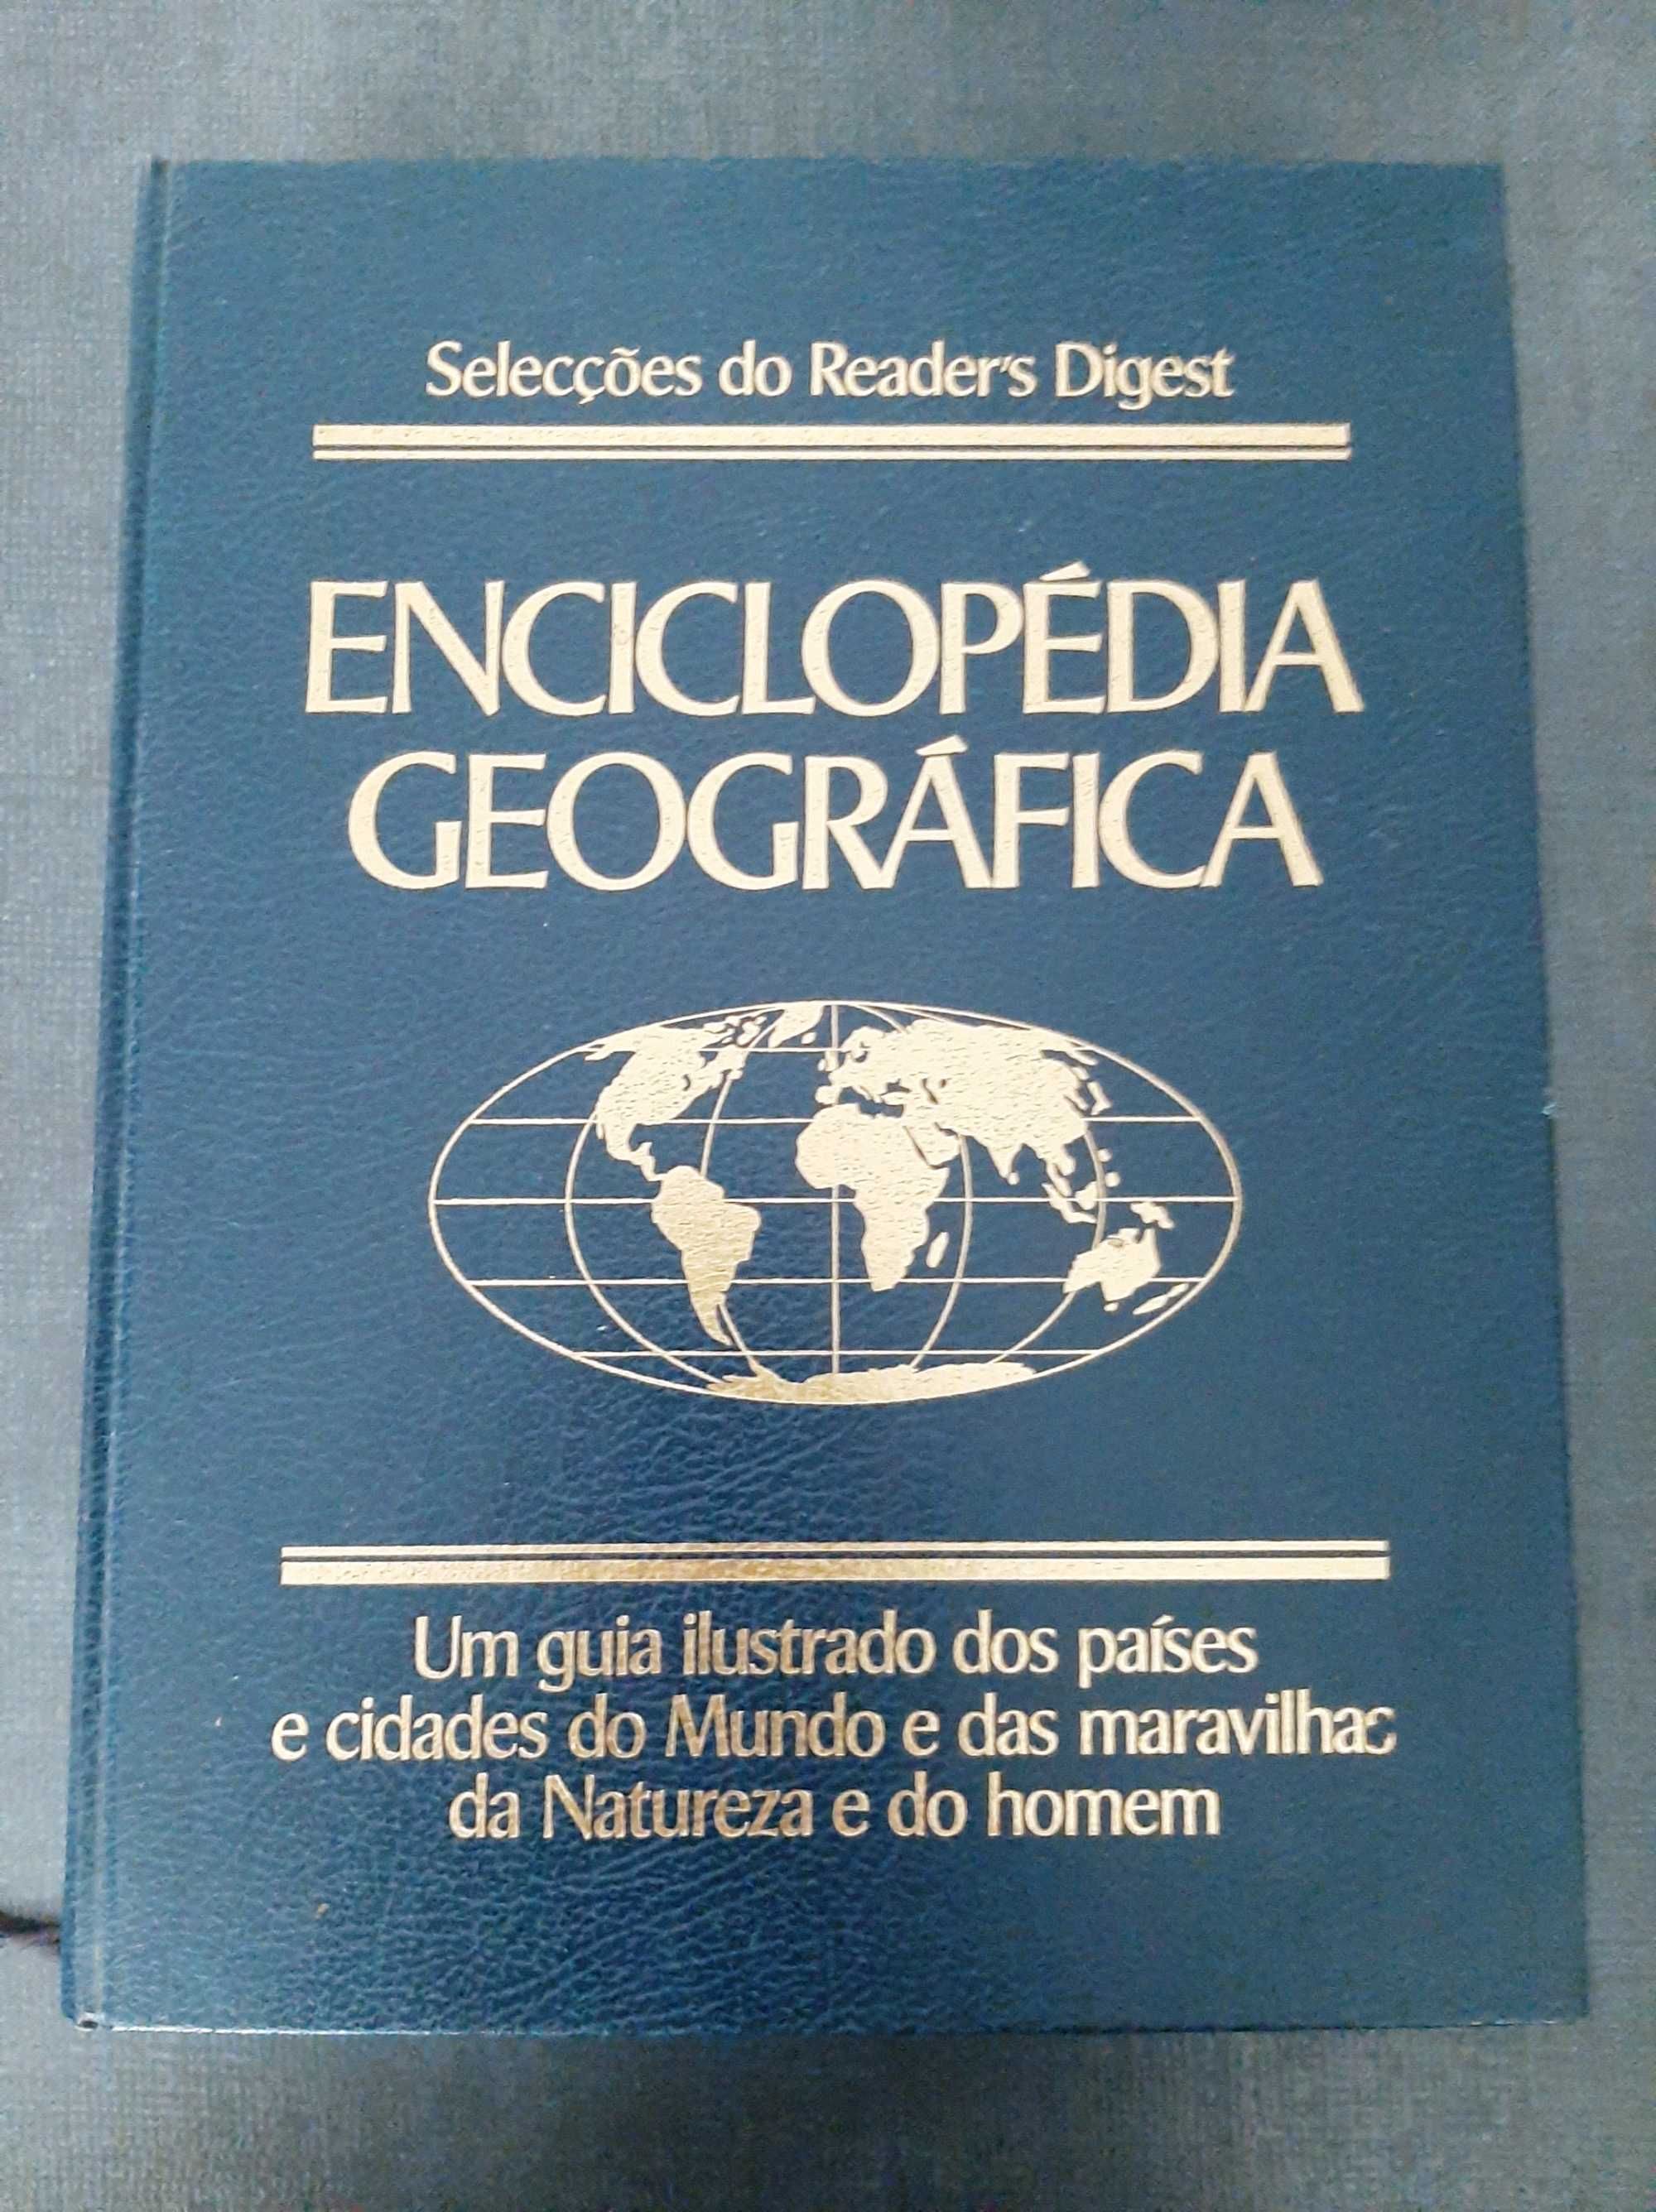 Selecções do Reader's Digest
ENCICLOPÉDIA
GEOGRÁFICA
Um guia ilustrado dos países
e cidades do Mundo e das maravilhas
da Natureza e do homem